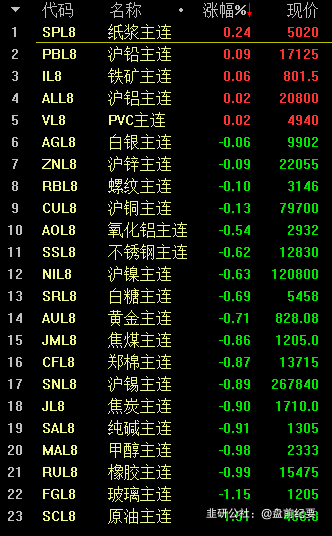 代码 名称 • 涨幅%↓ 现价
1 SPL8 纸浆主连 0.24 5020
2 PBL8 沪铅主连 0.09 17125
3 IL8 铁矿主连 0.06 801.5
4 ALL8 沪铝主连 0.02 20800
5 VL8 PVC主连 0.02 4940
6 AGL8 白银主连 -0.06 9902
7 ZNL8 沪锌主连 -0.09 22055
8 RBL8 螺纹主连 -0.10 3146
9 CUL8 沪铜主连 -0.13 79700
10 AOL8 氧化铝主连 -0.54 2932
11 SSL8 不锈钢主连 -0.62 12830
12 NIL8 沪镍主连 -0.63 120800
13 SRL8 白糖主连 -0.69 5458
14 AUL8 黄金主连 -0.71 828.08
15 JML8 焦煤主连 -0.86 1205.0
16 CFL8 郑棉主连 -0.87 13715
17 SNL8 沪锡主连 -0.89 267840
18 JL8 焦炭主连 -0.90 1710.0
19 SAL8 纯碱主连 -0.91 1305
20 MAL8 甲醇主连 -0.98 2333
21 RUL8 橡胶主连 -0.99 15475
22 FGL8 玻璃主连 -1.15 1205
23 SCL8 原油主连
韭研公社：@盘前纪要